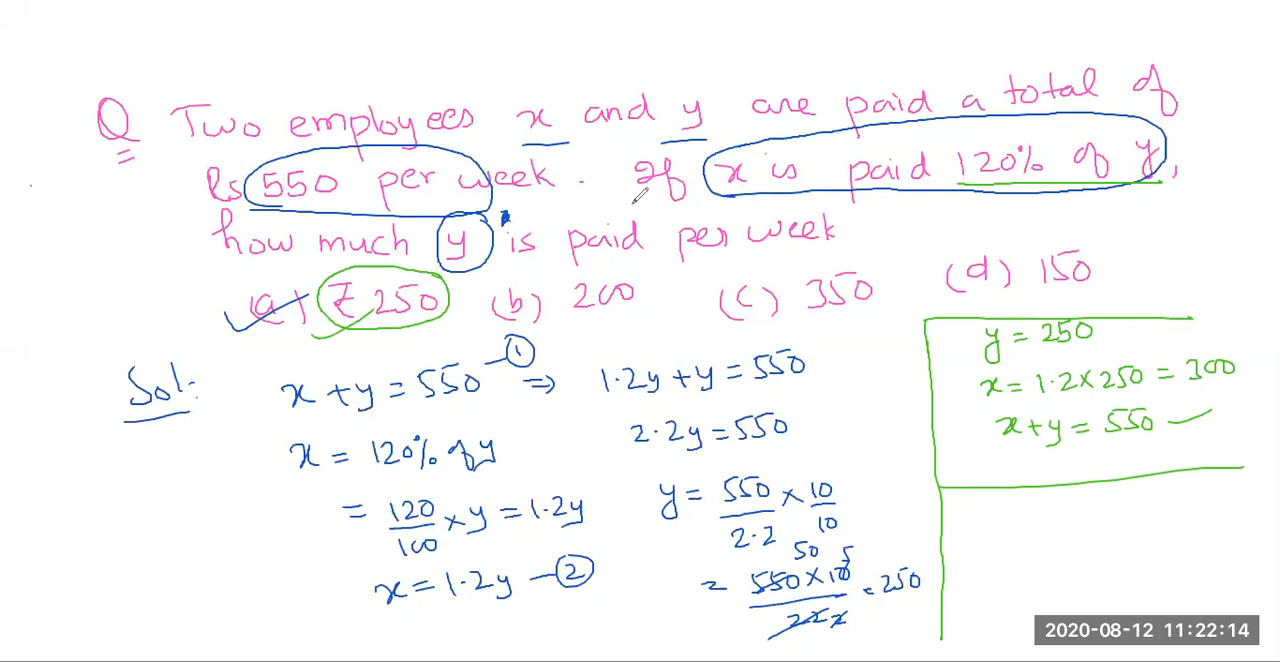 Q Two employees x and y are paid a total of
Rs 550 per week. If x is paid 120% of y,
how much y is paid per week
(a) ₹250 (b) 200 (c) 350 (d) 150
Sol.
x + y = 550 — ① ⇒ 1.2y + y = 550
x = 120% of y
= 120/100 × y = 1.2y
x = 1.2y — ②
2.2y = 550
y = 550/2.2 × 10/10
50 5
= 550 × 10/22 = 250
y = 250
x = 1.2 × 250 = 300
x + y = 550
2020-08-12 11:22:14